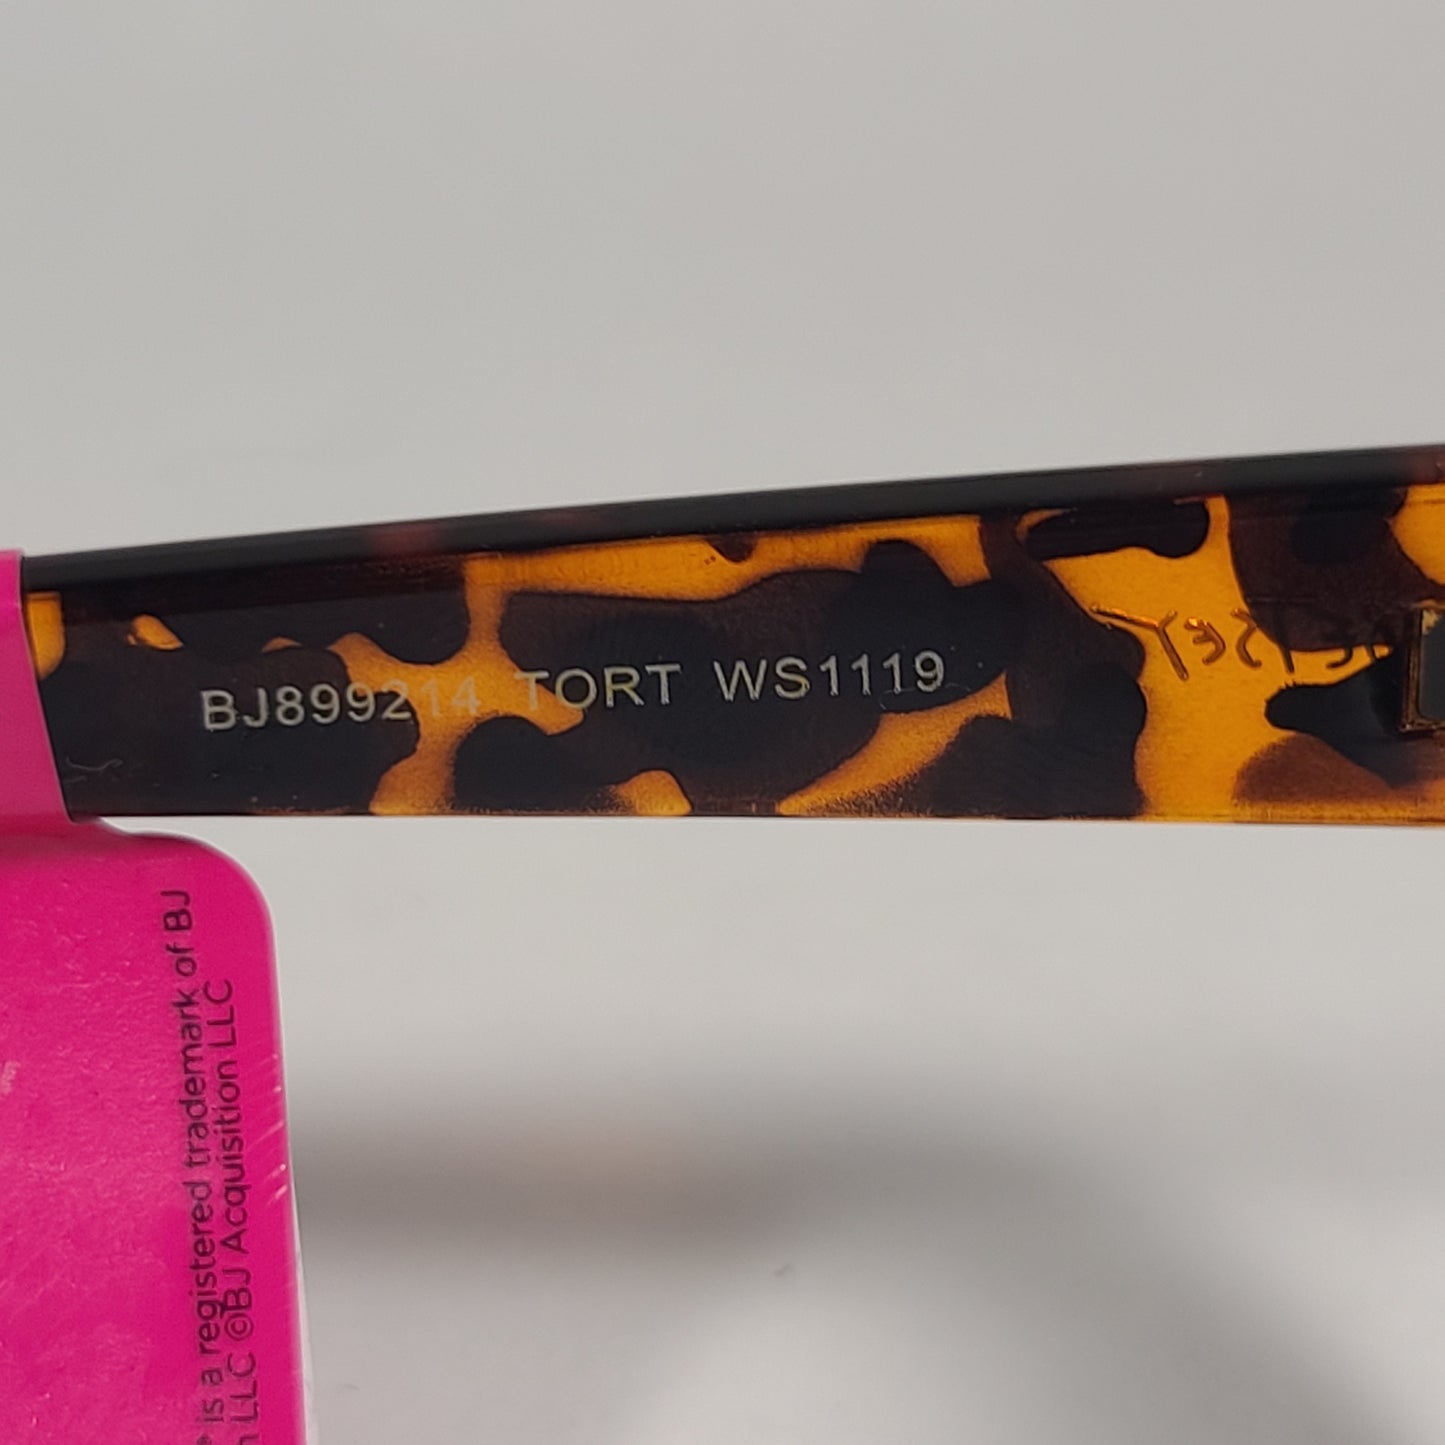 BJ899214 TORT WS1119
® is a registered trademark of BJ
LLC ©BJ Acquisition LLC